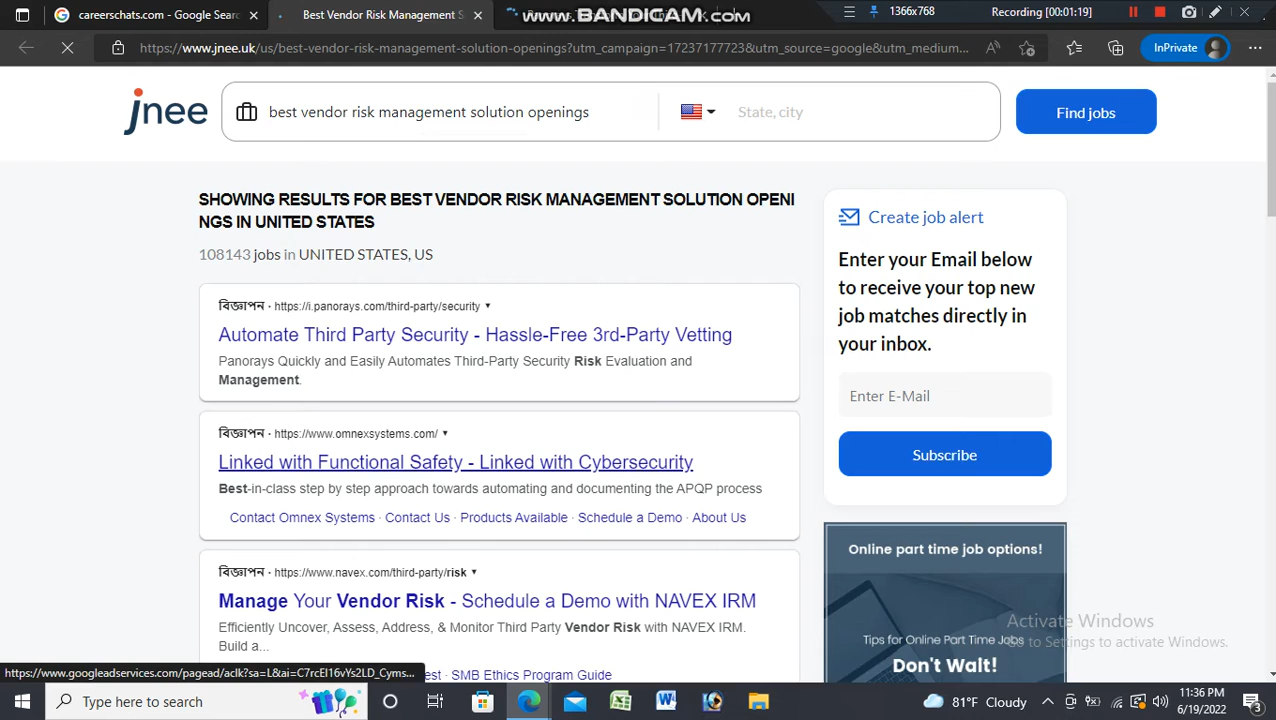 careerschats.com - Google Sear
Best Vendor Risk Management S
www.BANDICAM.com
1366x768
Recording [00:01:19]
https://www.jnee.uk/us/best-vendor-risk-management-solution-openings?utm_campaign=17237177723&utm_source=google&utm_medium...
InPrivate
jnee
best vendor risk management solution openings
State, city
Find jobs
SHOWING RESULTS FOR BEST VENDOR RISK MANAGEMENT SOLUTION OPENI
NGS IN UNITED STATES
108143 jobs in UNITED STATES, US
Create job alert
Enter your Email below
to receive your top new
job matches directly in
your inbox.
Enter E-Mail
Subscribe
বিজ্ঞাপন · https://i.panorays.com/third-party/security
Automate Third Party Security - Hassle-Free 3rd-Party Vetting
Panorays Quickly and Easily Automates Third-Party Security Risk Evaluation and
Management.
বিজ্ঞাপন · https://www.omnexsystems.com/
Linked with Functional Safety - Linked with Cybersecurity
Best-in-class step by step approach towards automating and documenting the APQP process
Contact Omnex Systems · Contact Us · Products Available · Schedule a Demo · About Us
বিজ্ঞাপন · https://www.navex.com/third-party/risk
Manage Your Vendor Risk - Schedule a Demo with NAVEX IRM
Efficiently Uncover, Assess, Address, & Monitor Third Party Vendor Risk with NAVEX IRM.
Build a...
est · SMB Ethics Program Guide
Online part time job options!
Tips for Online Part Time Jobs
Don't Wait!
Activate Windows
Go to Settings to activate Windows.
https://www.googleadservices.com/pagead/aclk?sa=L&ai=C7rcEI16vYs2LD_Cyms...
Type here to search
81°F Cloudy
11:36 PM
6/19/2022
3